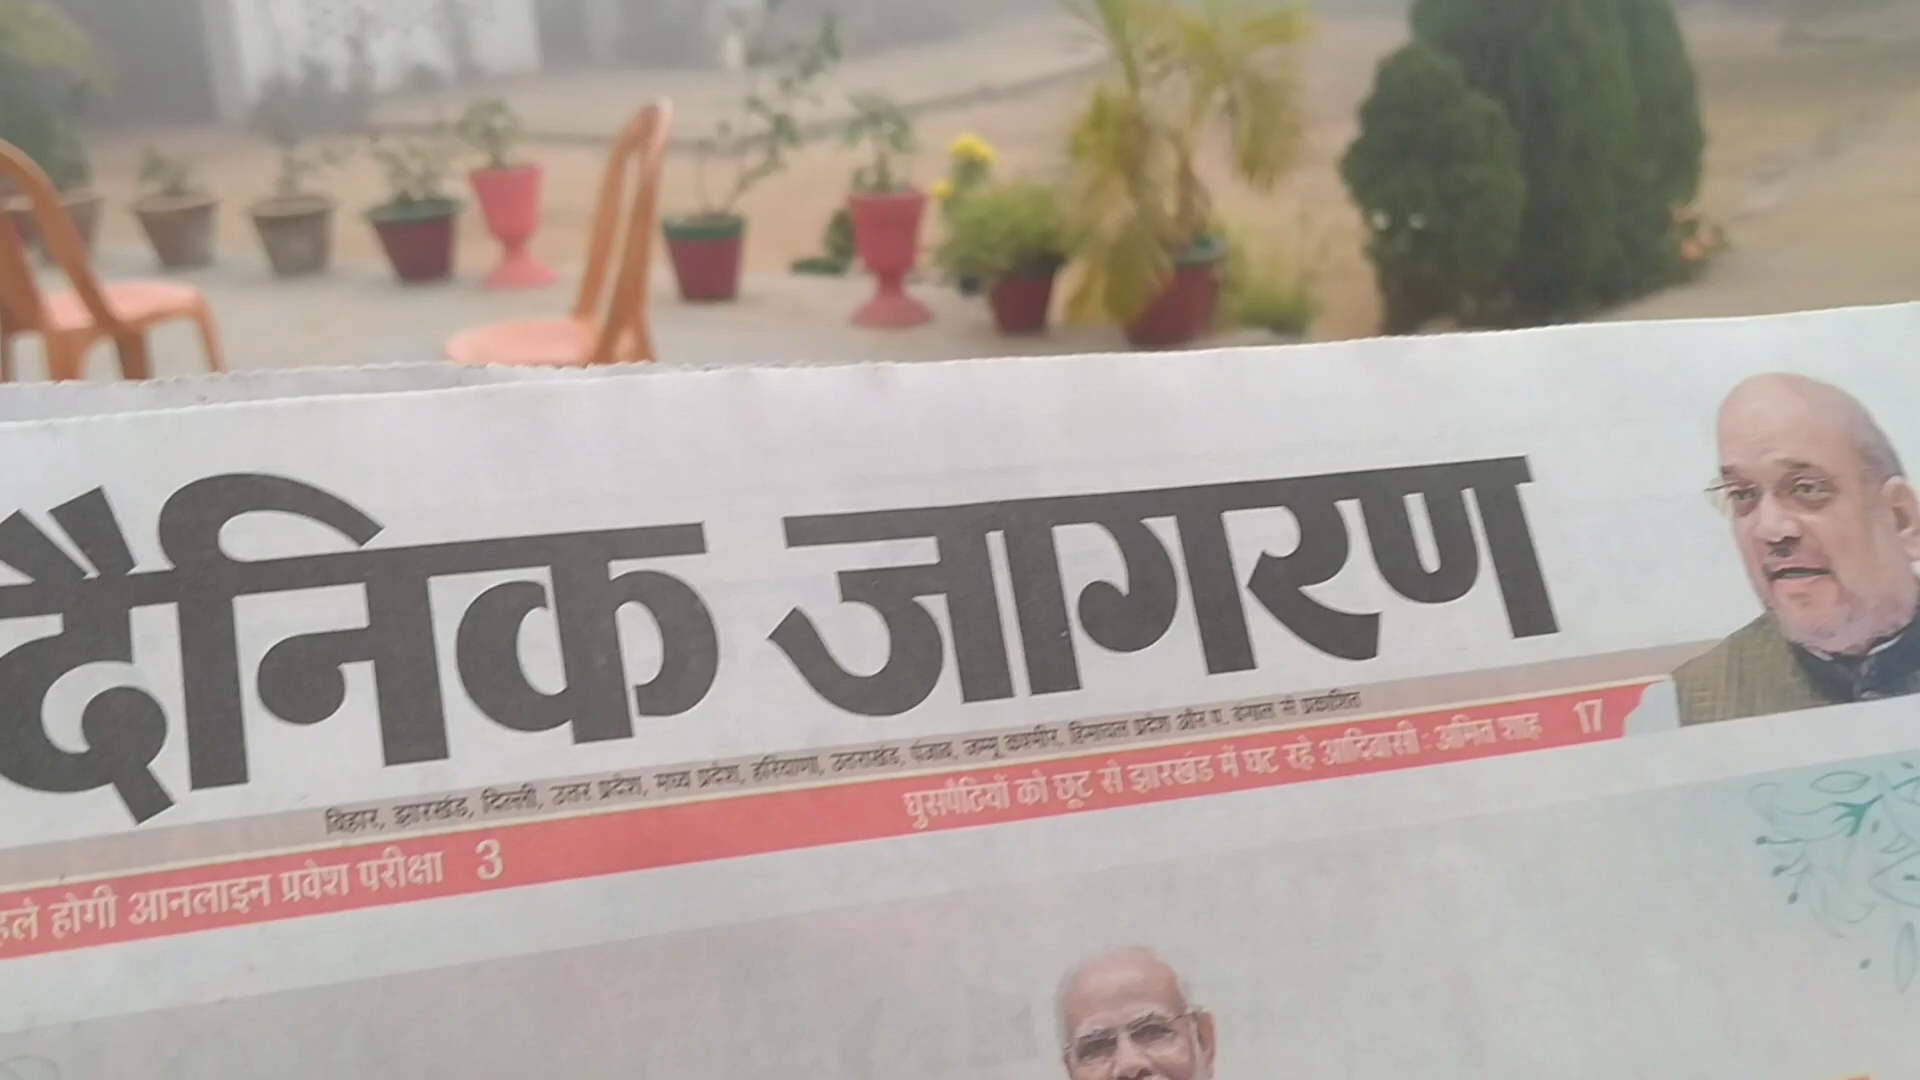 दैनिक जागरण
बिहार, झारखंड, दिल्ली, उत्तर प्रदेश, मध्य प्रदेश, हरियाणा, उत्तराखंड, पंजाब, जम्मू कश्मीर, हिमाचल प्रदेश और प. बंगाल से प्रकाशित
होगी आनलाइन प्रवेश परीक्षा 3
घुसपैठियों को छूट से झारखंड में घट रहे आदिवासी : अमित शाह 17